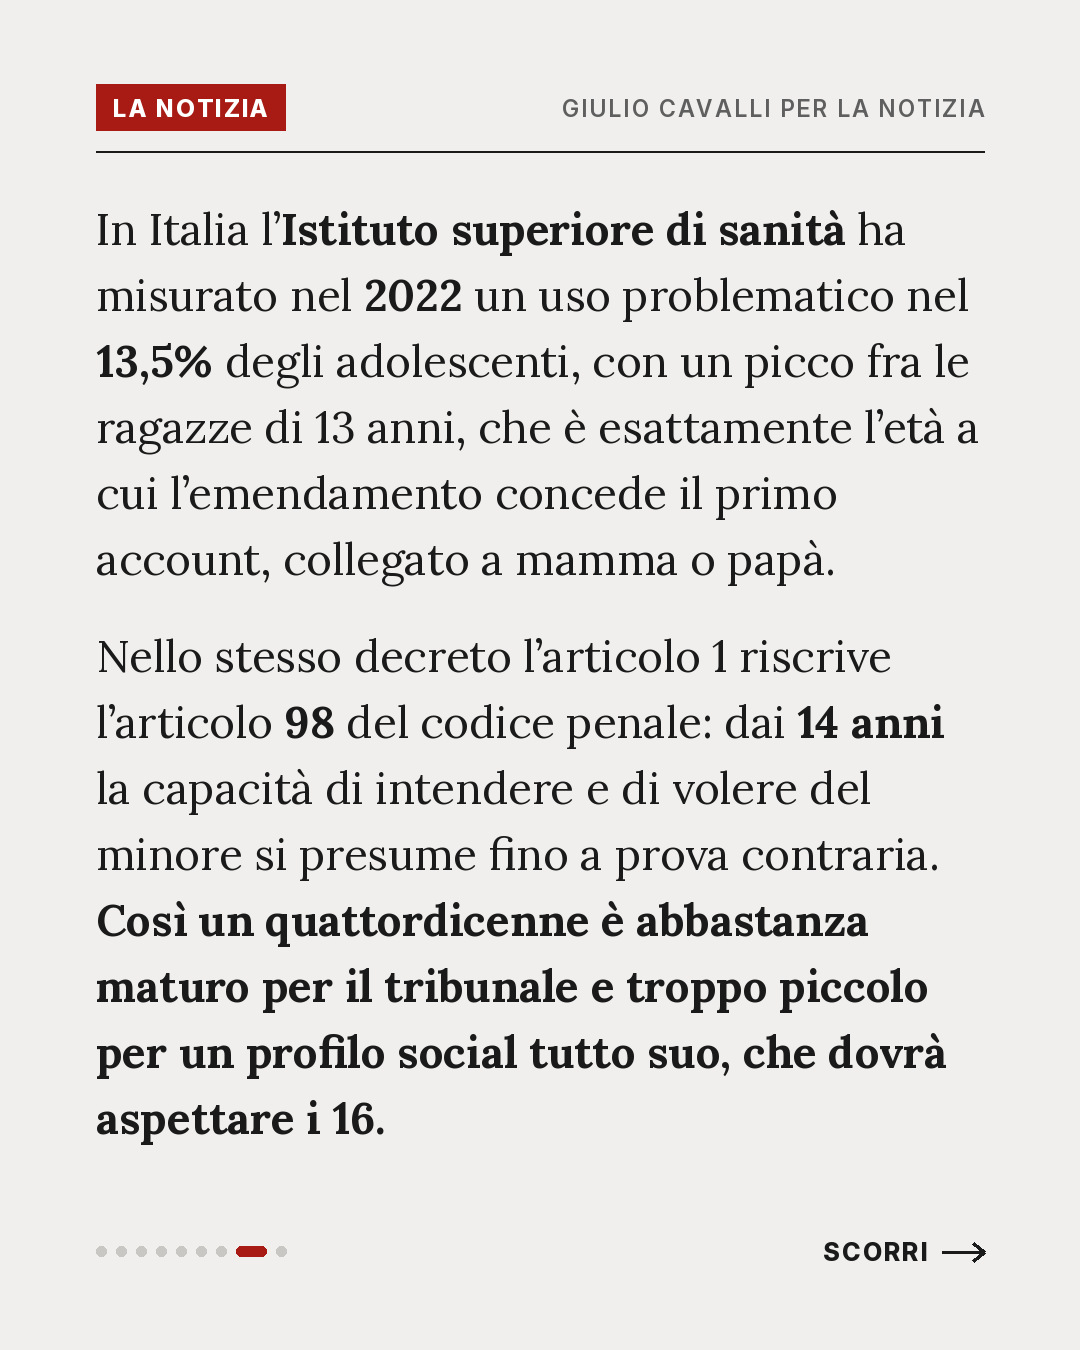 LA NOTIZIA
GIULIO CAVALLI PER LA NOTIZIA
In Italia l’Istituto superiore di sanità ha
misurato nel 2022 un uso problematico nel
13,5% degli adolescenti, con un picco fra le
ragazze di 13 anni, che è esattamente l’età a
cui l’emendamento concede il primo
account, collegato a mamma o papà.
Nello stesso decreto l’articolo 1 riscrive
l’articolo 98 del codice penale: dai 14 anni
la capacità di intendere e di volere del
minore si presume fino a prova contraria.
Così un quattordicenne è abbastanza
maturo per il tribunale e troppo piccolo
per un profilo social tutto suo, che dovrà
aspettare i 16.
SCORRI